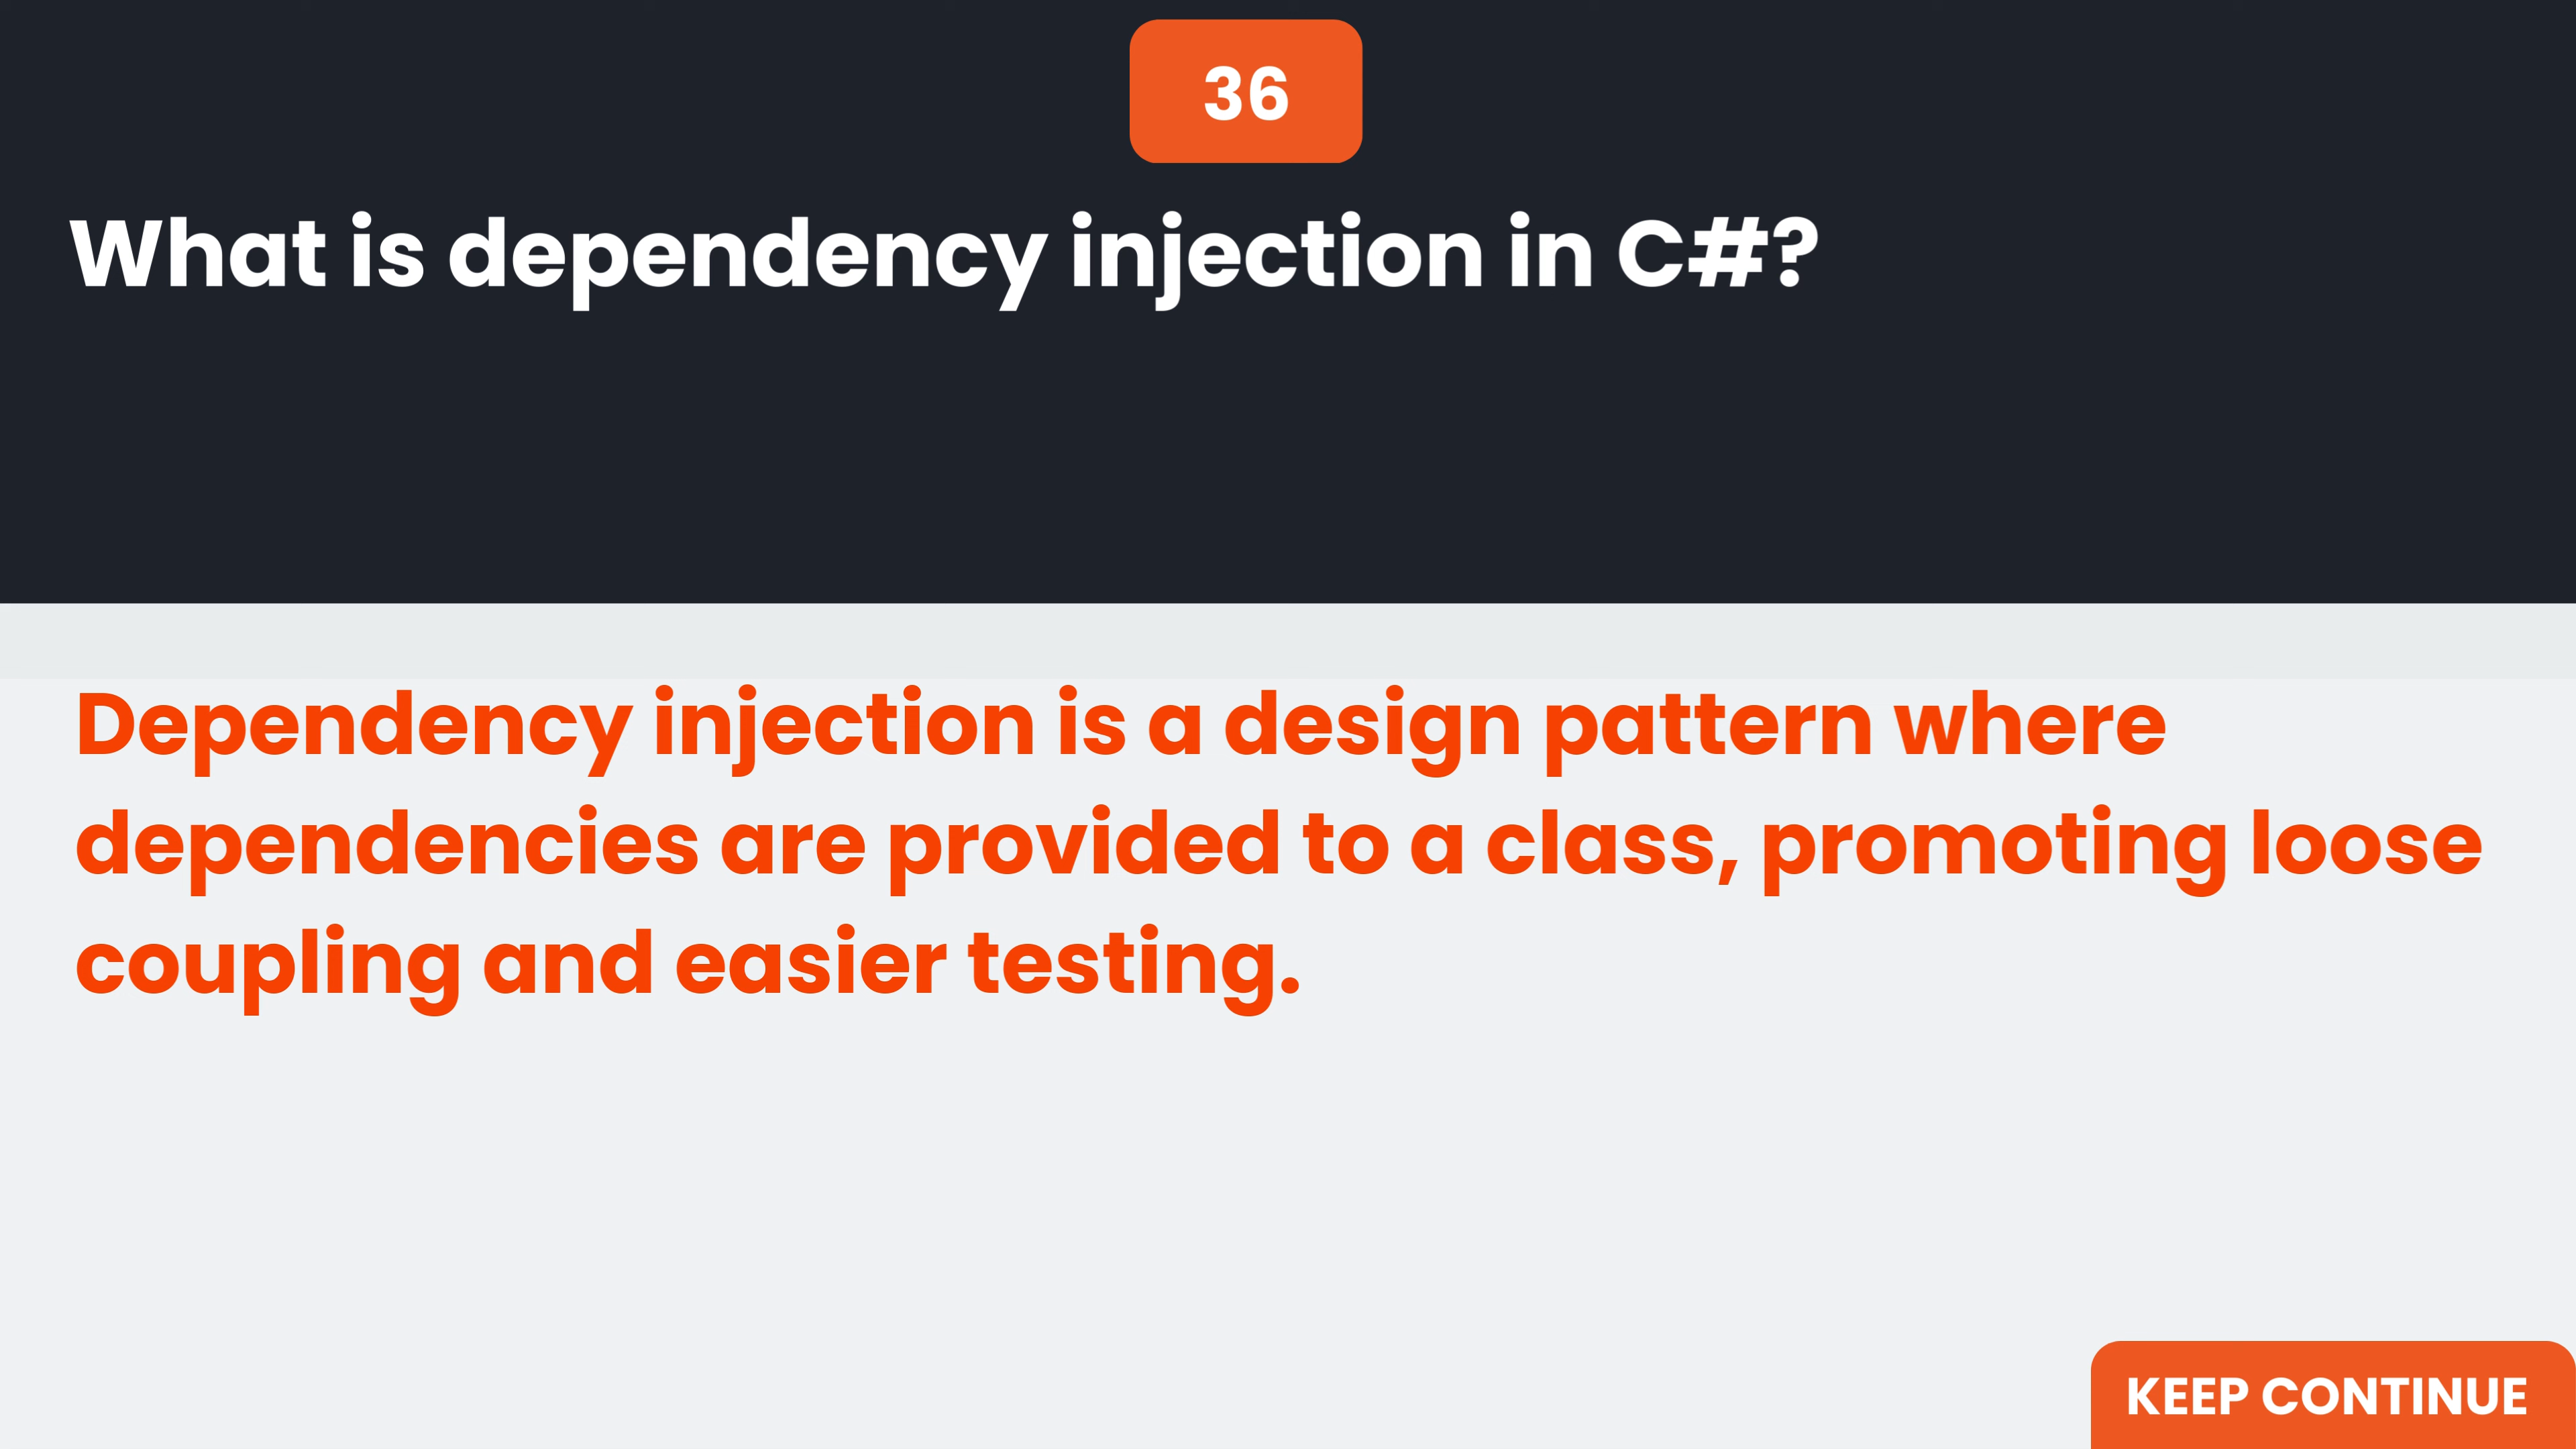 36
What is dependency injection in C#?
Dependency injection is a design pattern where
dependencies are provided to a class, promoting loose
coupling and easier testing.
KEEP CONTINUE